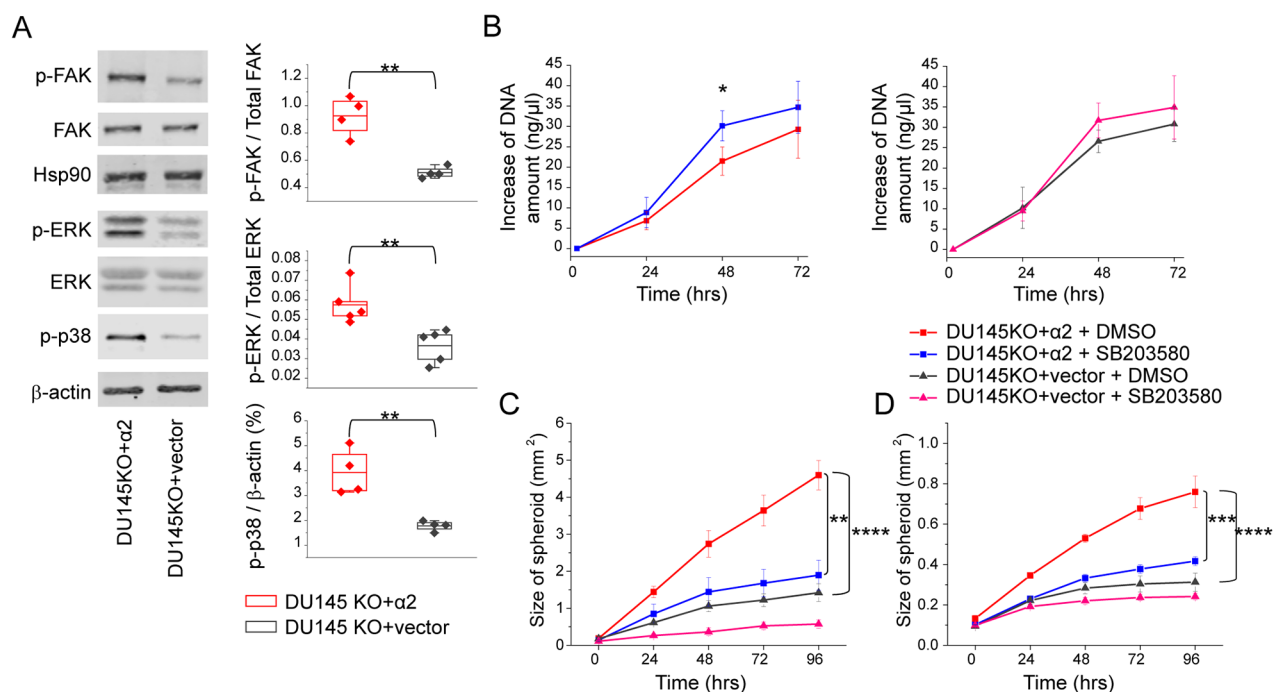 A
p-FAK
FAK
Hsp90
p-ERK
ERK
p-p38
β-actin
DU145KO+α2
DU145KO+vector
p-FAK / Total FAK
1.2
1.0
0.8
0.6
0.4
**
p-ERK / Total ERK
0.08
0.07
0.06
0.05
0.04
0.03
0.02
**
p-p38 / β-actin (%)
6
5
4
3
2
1
**
DU145 KO+α2
DU145 KO+vector
B
Increase of DNA
amount (ng/µl)
45
40
35
30
25
20
15
10
5
0
*
0 24 48 72
Time (hrs)
Increase of DNA
amount (ng/µl)
45
40
35
30
25
20
15
10
5
0
0 24 48 72
Time (hrs)
DU145KO+α2 + DMSO
DU145KO+α2 + SB203580
DU145KO+vector + DMSO
DU145KO+vector + SB203580
C
Size of spheroid (mm²)
6
5
4
3
2
1
0
** ****
0 24 48 72 96
Time (hrs)
D
Size of spheroid (mm²)
1.0
0.8
0.6
0.4
0.2
0.0
*** ****
0 24 48 72 96
Time (hrs)